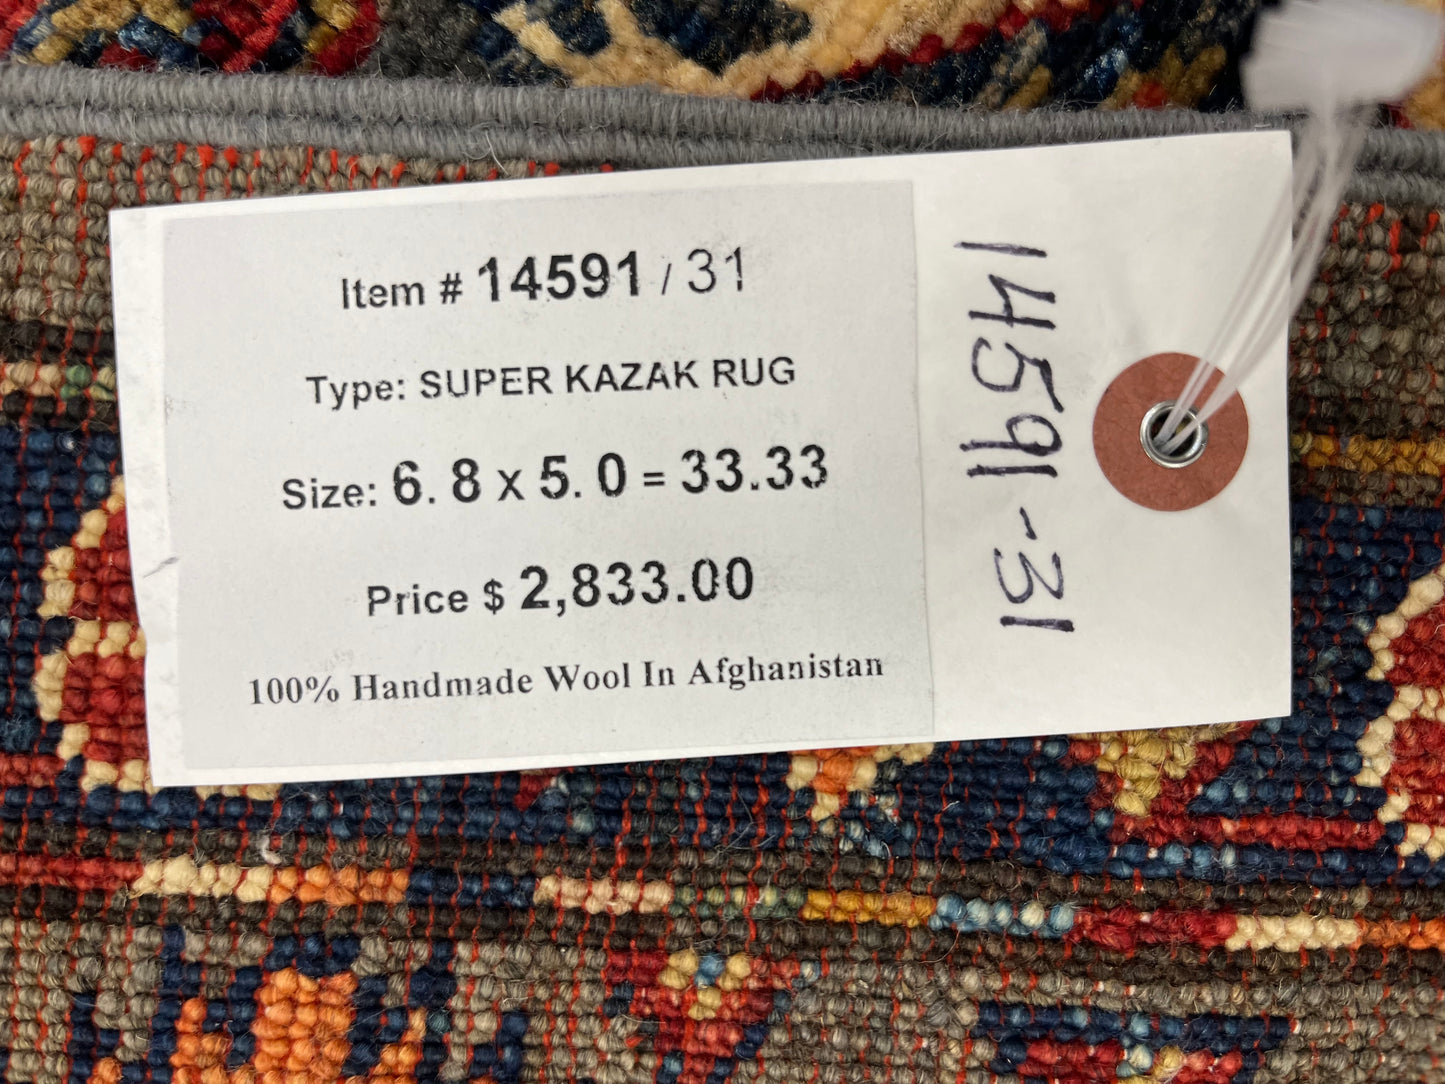 Item # 14591 / 31
Type: SUPER KAZAK RUG
Size: 6. 8 x 5. 0 = 33.33
Price $ 2,833.00
100% Handmade Wool In Afghanistan
14591-31